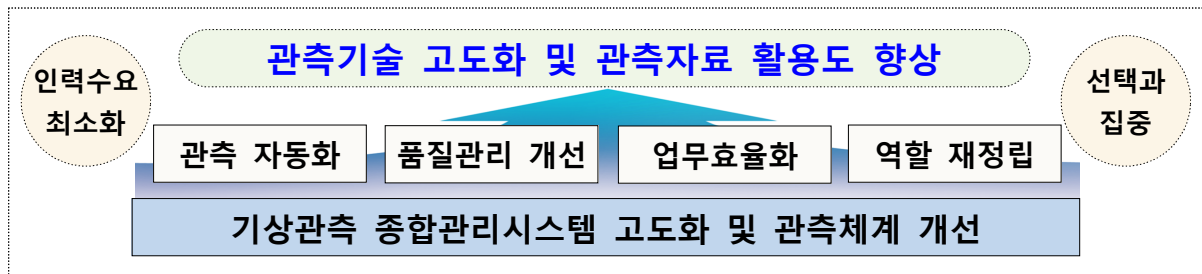 관측기술 고도화 및 관측자료 활용도 향상
인력수요
최소화
선택과
집중
관측 자동화
품질관리 개선
업무효율화
역할 재정립
기상관측 종합관리시스템 고도화 및 관측체계 개선